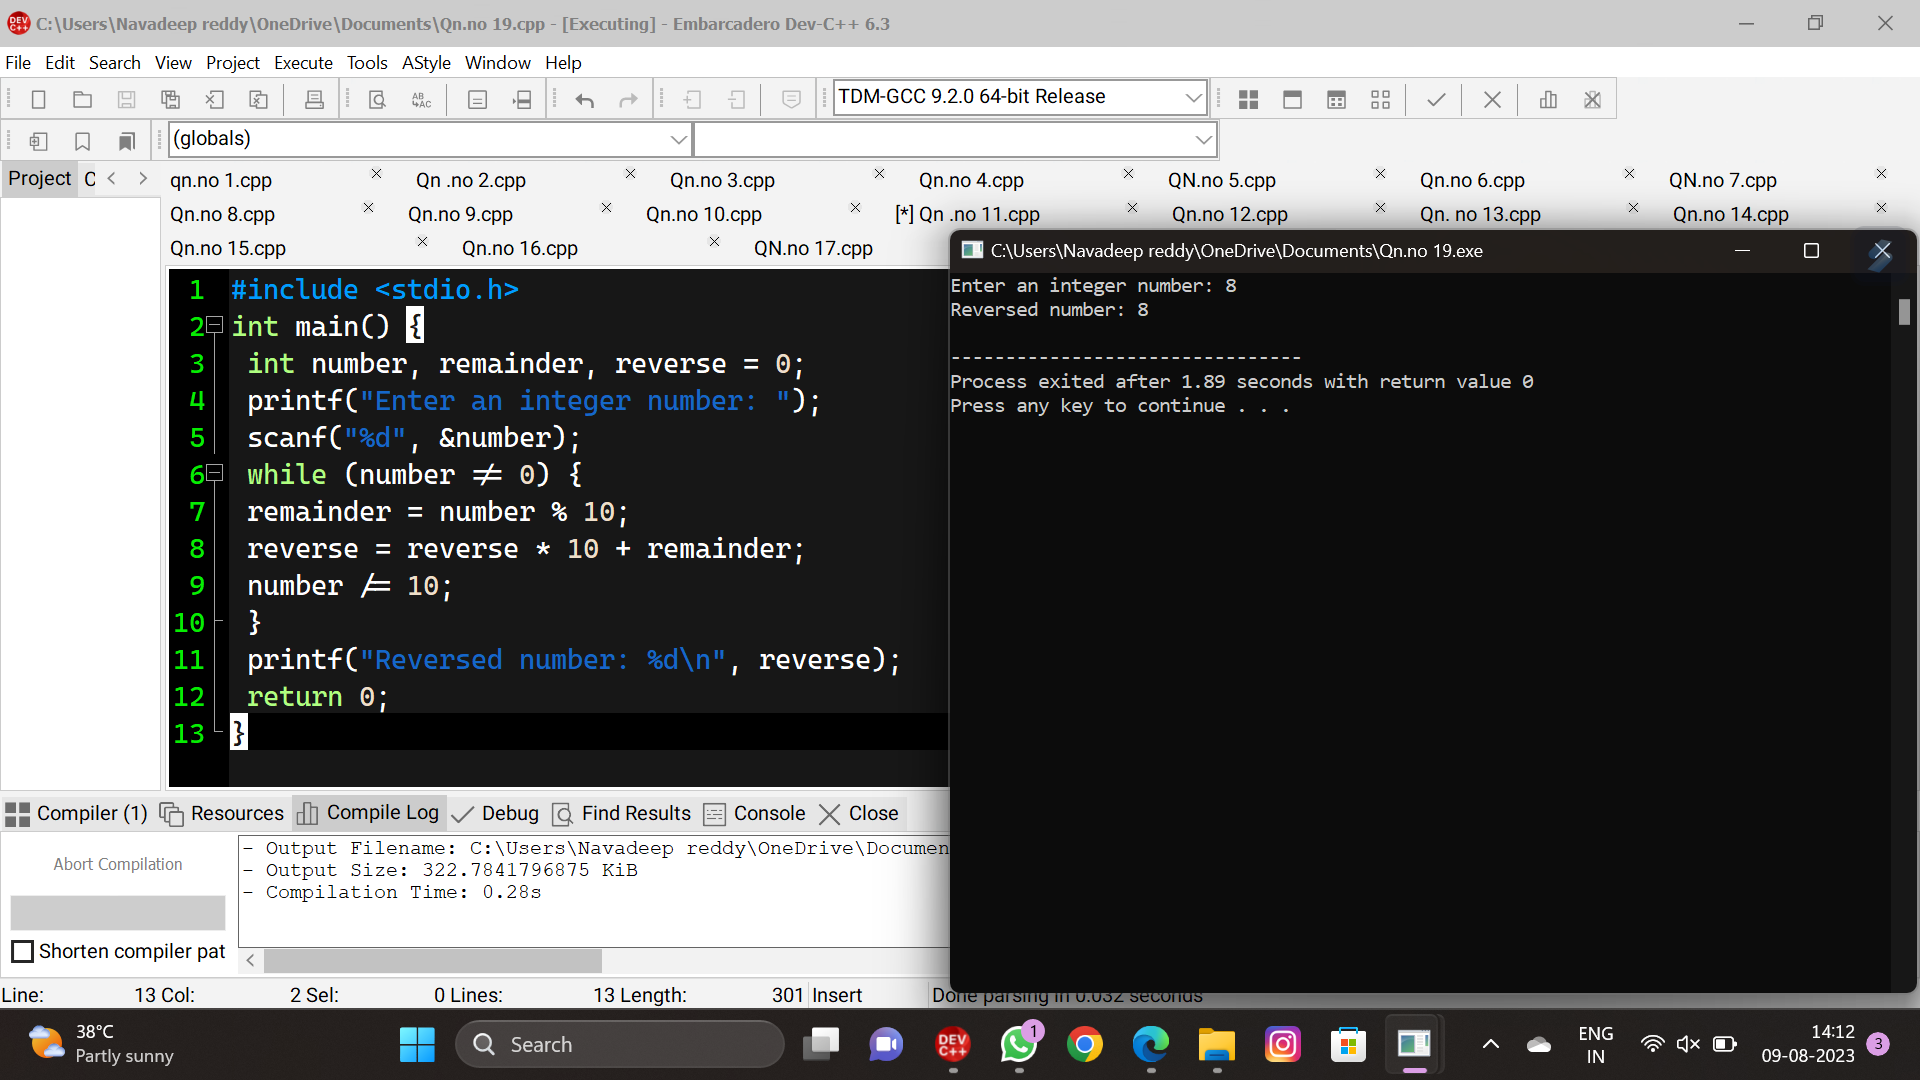 C:\Users\Navadeep reddy\OneDrive\Documents\Qn.no 19.cpp - [Executing] - Embarcadero Dev-C++ 6.3
File Edit Search View Project Execute Tools AStyle Window Help
TDM-GCC 9.2.0 64-bit Release
(globals)
Project C
qn.no 1.cpp Qn .no 2.cpp Qn.no 3.cpp Qn.no 4.cpp QN.no 5.cpp Qn.no 6.cpp QN.no 7.cpp
Qn.no 8.cpp Qn.no 9.cpp Qn.no 10.cpp [*] Qn .no 11.cpp Qn.no 12.cpp Qn. no 13.cpp Qn.no 14.cpp
Qn.no 15.cpp Qn.no 16.cpp QN.no 17.cpp
1 #include <stdio.h>
2 int main() {
3 int number, remainder, reverse = 0;
4 printf("Enter an integer number: ");
5 scanf("%d", &number);
6 while (number != 0) {
7 remainder = number % 10;
8 reverse = reverse * 10 + remainder;
9 number /= 10;
10 }
11 printf("Reversed number: %d\n", reverse);
12 return 0;
13 }
C:\Users\Navadeep reddy\OneDrive\Documents\Qn.no 19.exe
Enter an integer number: 8
Reversed number: 8
--------------------------------
Process exited after 1.89 seconds with return value 0
Press any key to continue . . .
Compiler (1) Resources Compile Log Debug Find Results Console Close
Abort Compilation
Shorten compiler pat
- Output Filename: C:\Users\Navadeep reddy\OneDrive\Documen
- Output Size: 322.7841796875 KiB
- Compilation Time: 0.28s
Line: 13 Col: 2 Sel: 0 Lines: 13 Length: 301 Insert Done parsing in 0.032 seconds
38°C
Partly sunny
Search
DEV C++
1
ENG
IN
14:12
09-08-2023
3